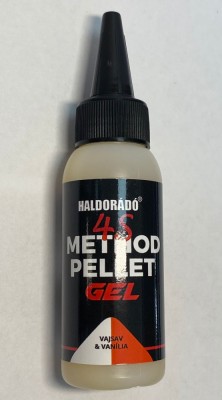 HALDORÁDÓ®
4S
METHOD
PELLET
GEL
VAJSAV
& VANÍLIA